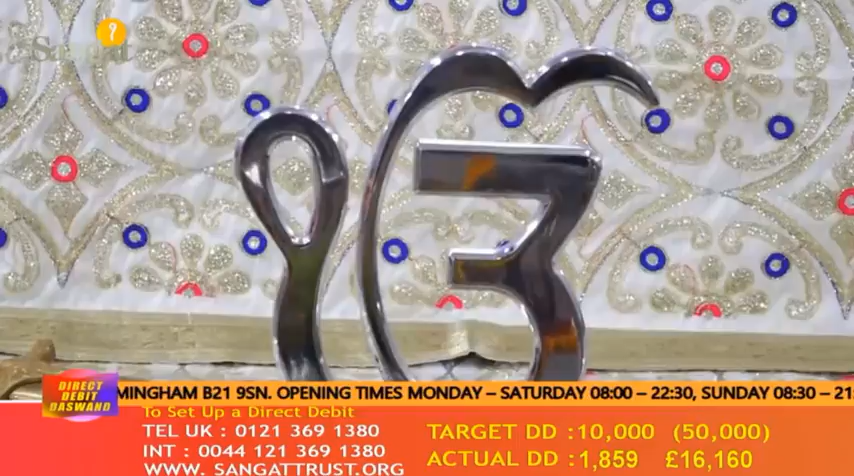 Sangat
ੴ
DIRECT
DEBIT
DASWAND
MINGHAM B21 9SN. OPENING TIMES MONDAY – SATURDAY 08:00 – 22:30, SUNDAY 08:30 – 21:
To Set Up a Direct Debit
TEL UK : 0121 369 1380
INT : 0044 121 369 1380
WWW. SANGATTRUST.ORG
TARGET DD : 10,000 (50,000)
ACTUAL DD : 1,859 £16,160